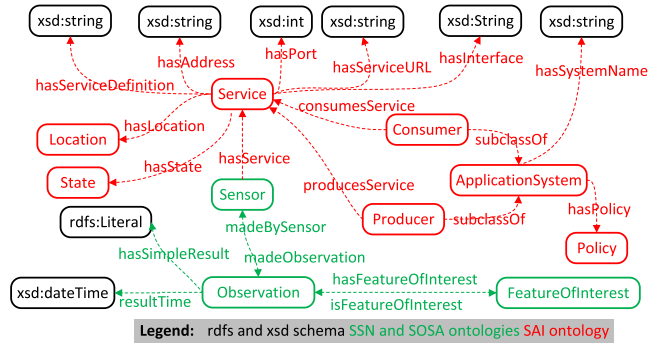 xsd:string
xsd:string
xsd:int
xsd:string
xsd:String
xsd:string
hasAddress
hasPort
hasServiceURL
hasInterface
hasSystemName
hasServiceDefinition
Service
consumesService
Location
hasLocation
Consumer
subclassOf
State
hasState
hasService
Sensor
producesService
ApplicationSystem
rdfs:Literal
madeBySensor
Producer
subclassOf
hasPolicy
Policy
hasSimpleResult
madeObservation
xsd:dateTime
resultTime
Observation
hasFeatureOfInterest
isFeatureOfInterest
FeatureOfInterest
Legend: rdfs and xsd schema SSN and SOSA ontologies SAI ontology